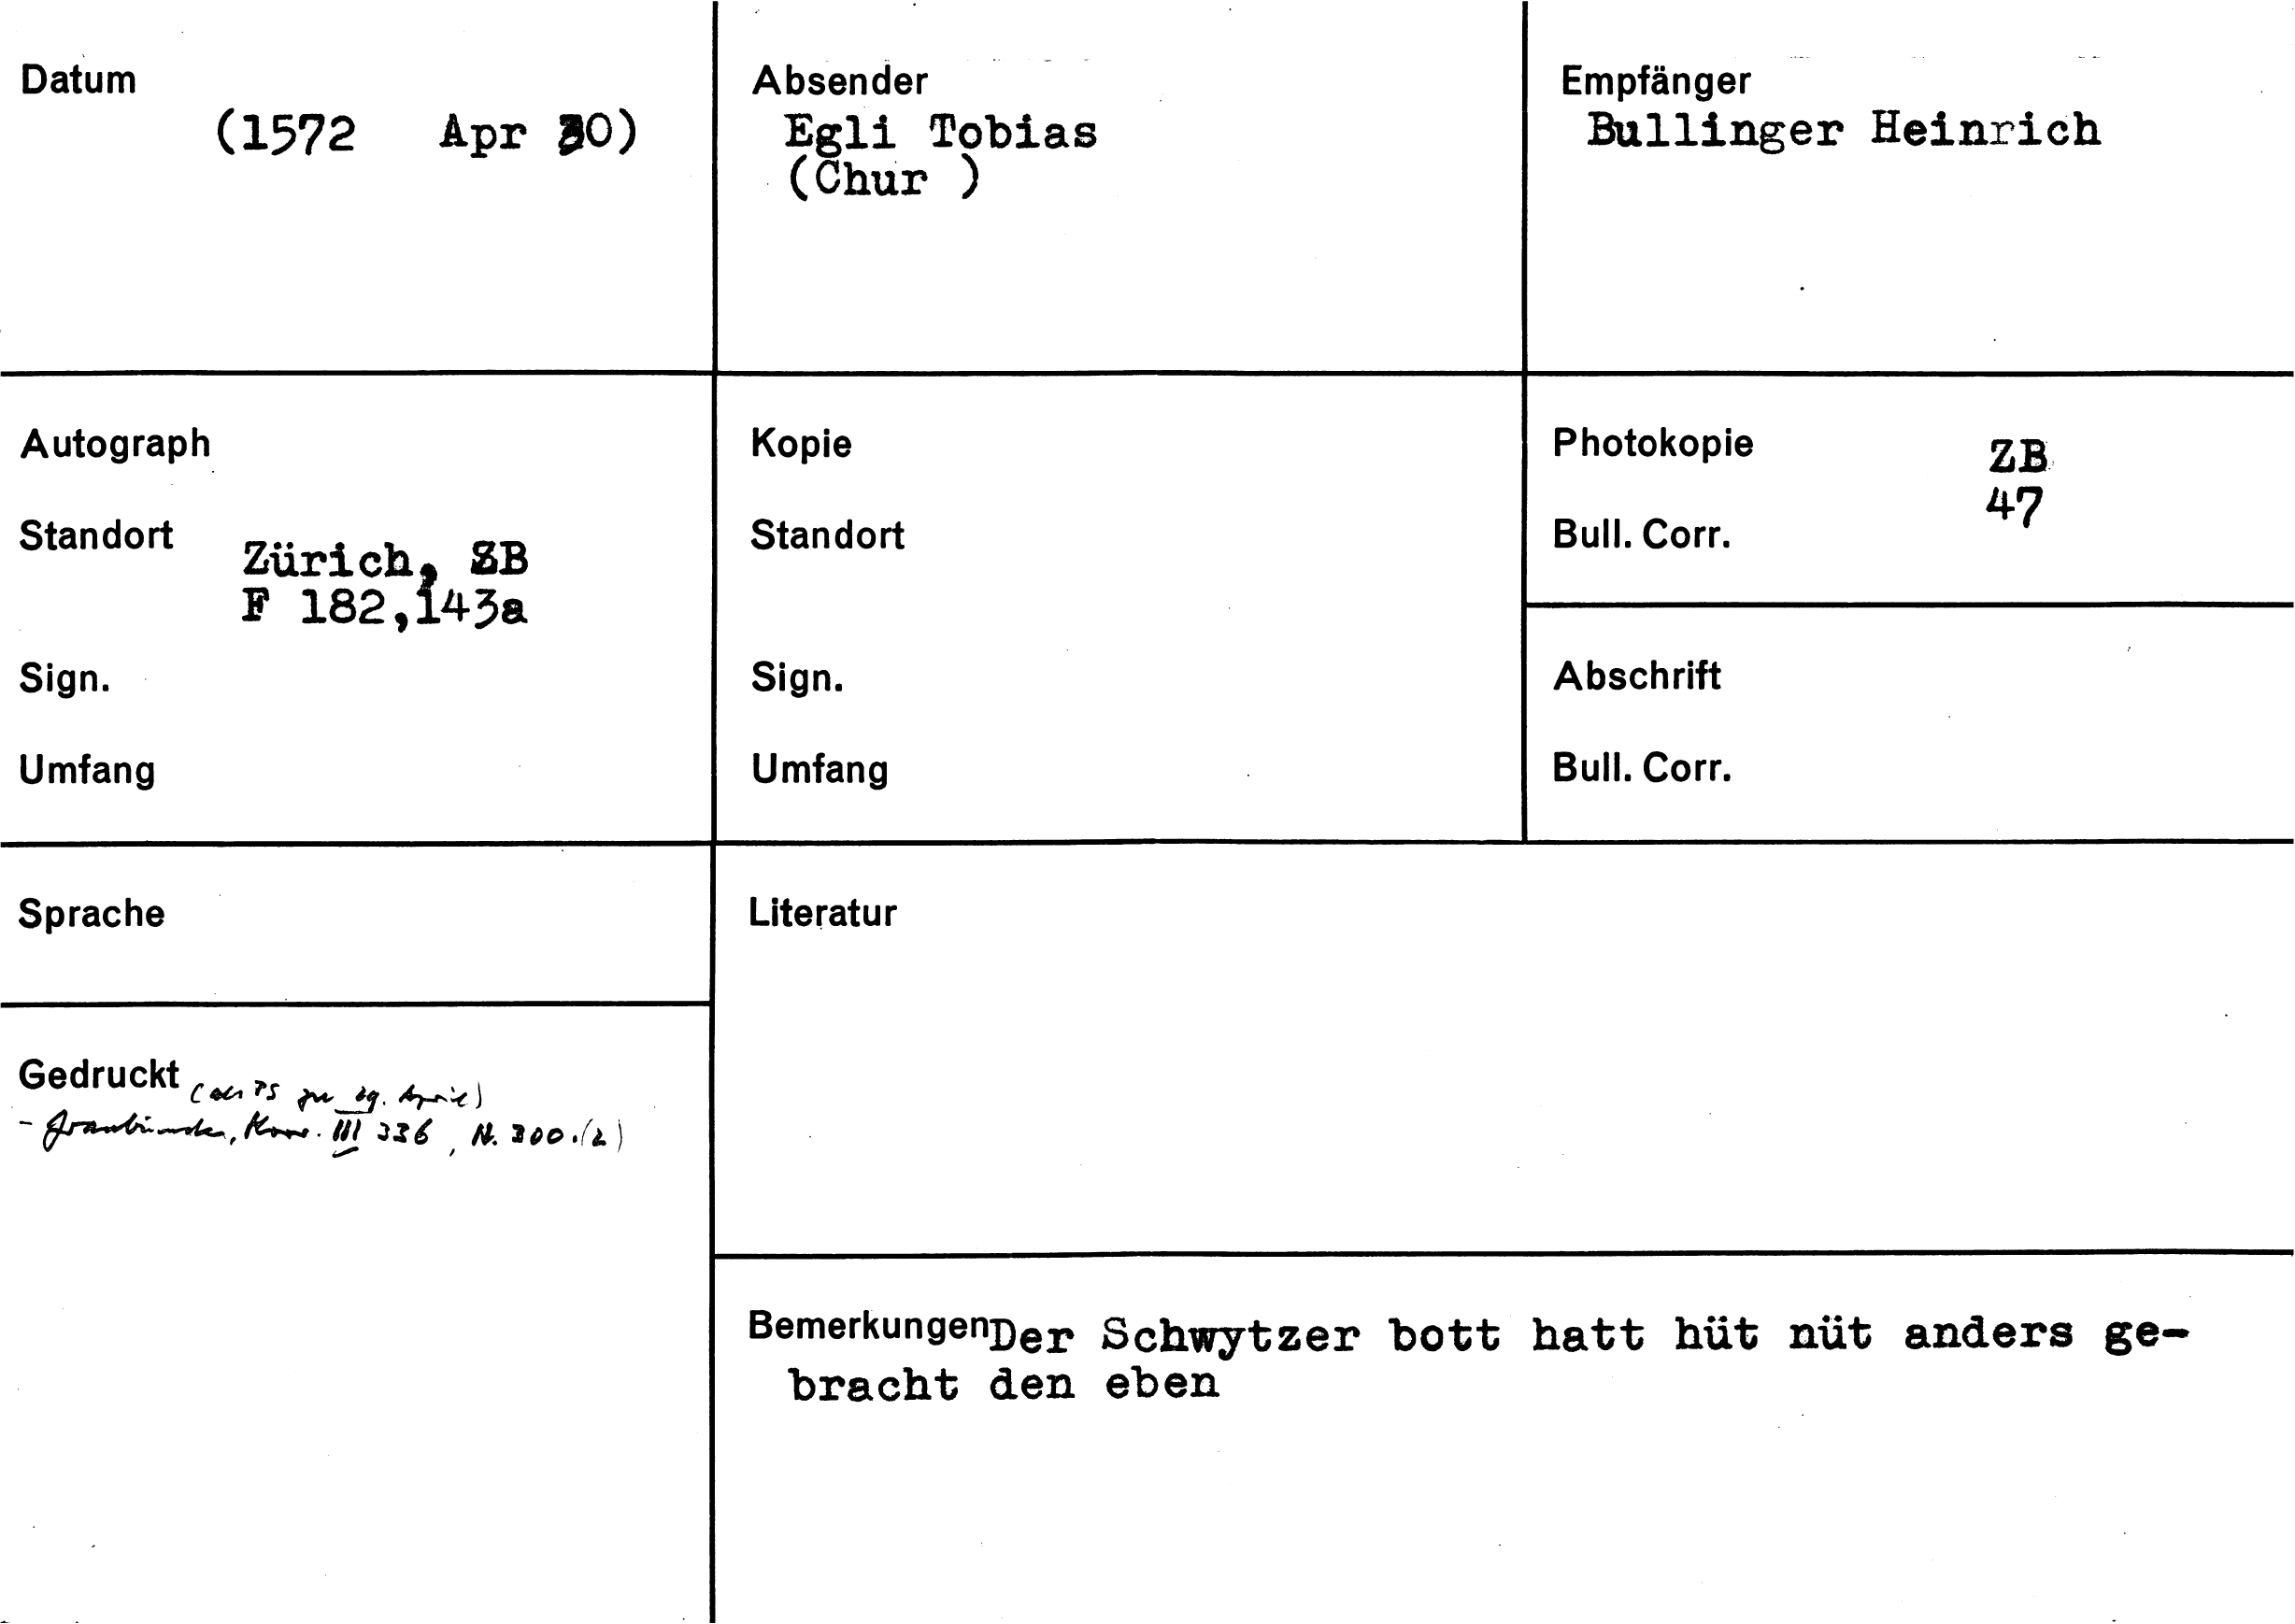 Datum
(1572 Apr 30)
Absender
Egli Tobias
(Chur )
Empfänger
Bullinger Heinrich
Autograph
Standort
Zürich, ZB
F 182,143a
Sign.
Umfang
Kopie
Standort
Sign.
Umfang
Photokopie ZB
Bull. Corr. 47
Abschrift
Bull. Corr.
Sprache
Gedruckt (als PS zu 29. April)
- Graubünden, Korr. III 336, N. 300.(2)
Literatur
Bemerkungen Der Schwytzer bott hatt hüt nüt anders ge-
bracht den eben